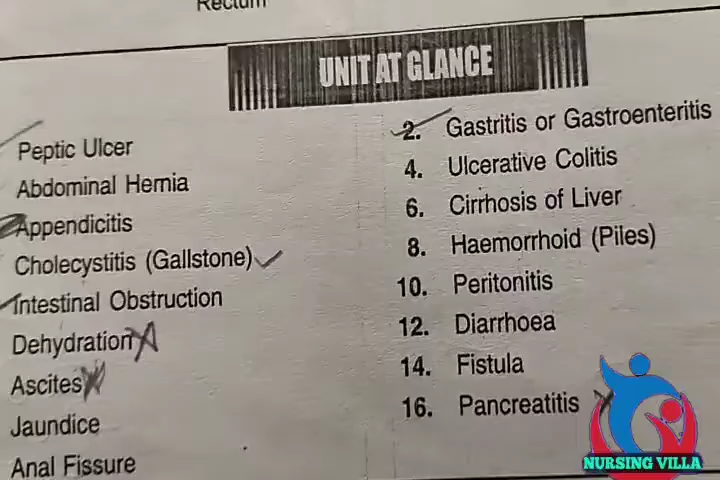 Rectum
UNIT AT GLANCE
Peptic Ulcer
2. Gastritis or Gastroenteritis
Abdominal Hernia
4. Ulcerative Colitis
Appendicitis
6. Cirrhosis of Liver
Cholecystitis (Gallstone)
8. Haemorrhoid (Piles)
Intestinal Obstruction
10. Peritonitis
Dehydration
12. Diarrhoea
Ascites
14. Fistula
Jaundice
16. Pancreatitis
Anal Fissure
NURSING VILLA